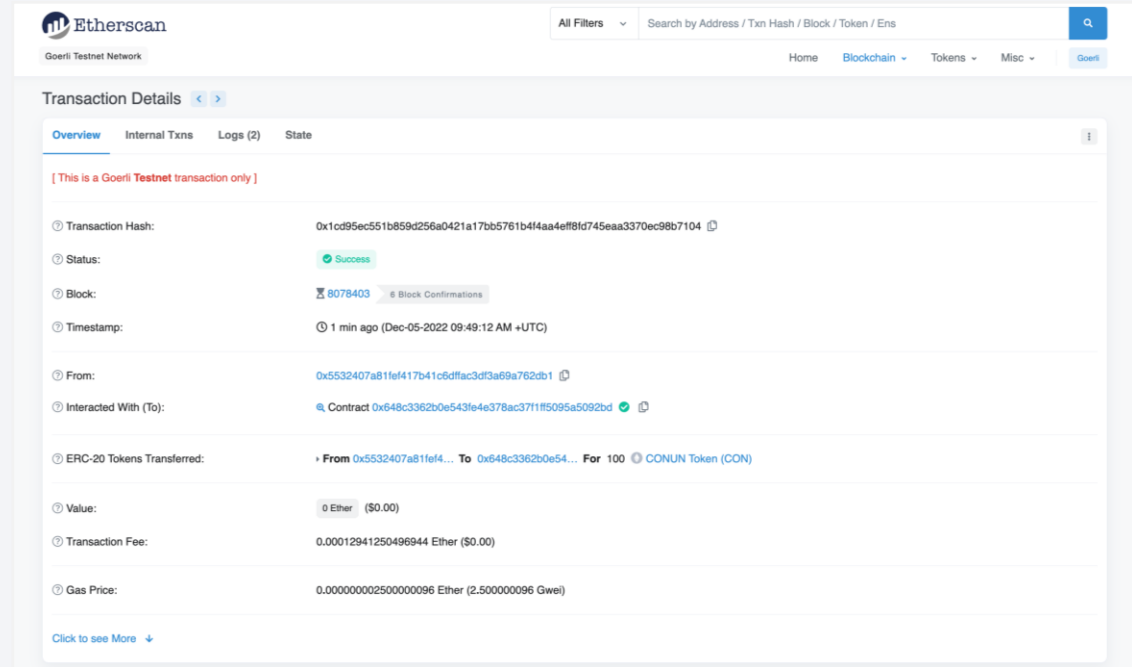 Etherscan
All Filters
Search by Address / Txn Hash / Block / Token / Ens
Goerli Testnet Network
Home Blockchain Tokens Misc Goerli
Transaction Details
Overview Internal Txns Logs (2) State
[ This is a Goerli Testnet transaction only ]
Transaction Hash: 0x1cd95ec551b859d256a0421a17bb5761b4f4aa4eff8fd745eaa3370ec98b7104
Status: Success
Block: 8078403 6 Block Confirmations
Timestamp: 1 min ago (Dec-05-2022 09:49:12 AM +UTC)
From: 0x5532407a81fef417b41c6dffac3df3a69a762db1
Interacted With (To): Contract 0x648c3362b0e543fe4e378ac37f1ff5095a5092bd
ERC-20 Tokens Transferred: From 0x5532407a81fef4... To 0x648c3362b0e54... For 100 CONUN Token (CON)
Value: 0 Ether ($0.00)
Transaction Fee: 0.00012941250496944 Ether ($0.00)
Gas Price: 0.000000002500000096 Ether (2.500000096 Gwei)
Click to see More